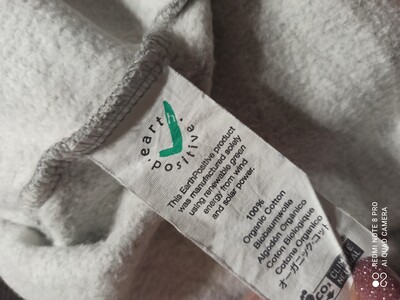 earth
positive
This EarthPositive product
was manufactured solely
using renewable green
energy from wind
and solar power.
100%
Organic Cotton
Biobaumwolle
Algodón Orgánico
Coton Biologique
Cotone Organico
オーガニック・コットン
REDMI NOTE 8 PRO
AI QUAD CAMERA